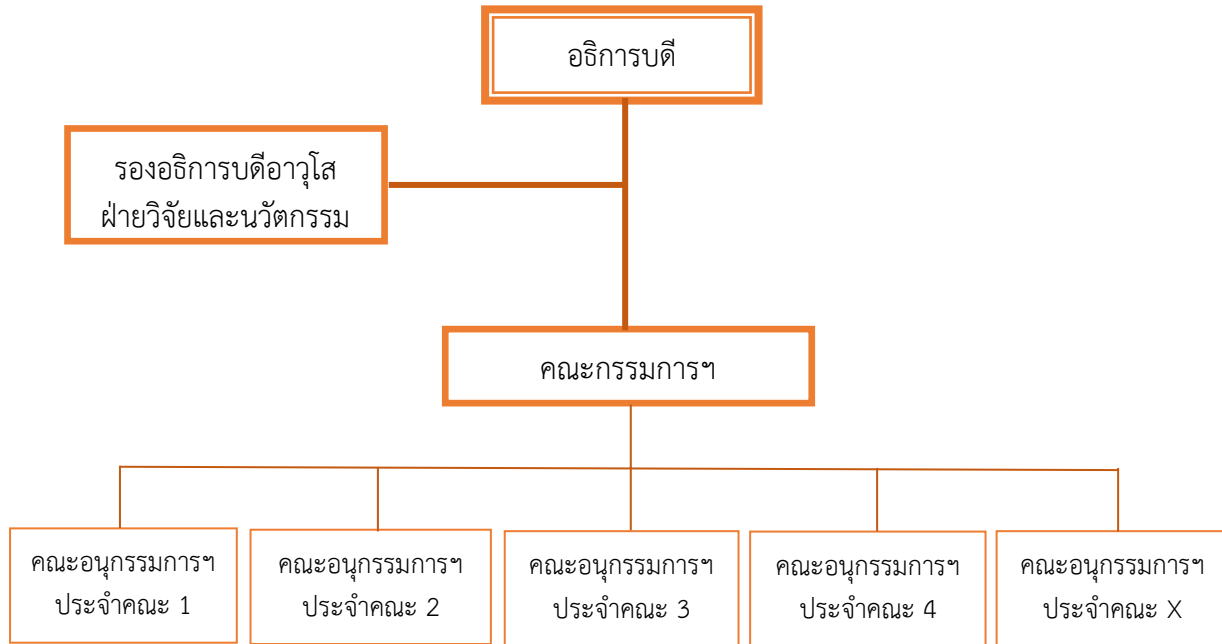 อธิการบดี
รองอธิการบดีอาวุโส
ฝ่ายวิจัยและนวัตกรรม
คณะกรรมการฯ
คณะอนุกรรมการฯ
ประจำคณะ 1
คณะอนุกรรมการฯ
ประจำคณะ 2
คณะอนุกรรมการฯ
ประจำคณะ 3
คณะอนุกรรมการฯ
ประจำคณะ 4
คณะอนุกรรมการฯ
ประจำคณะ X